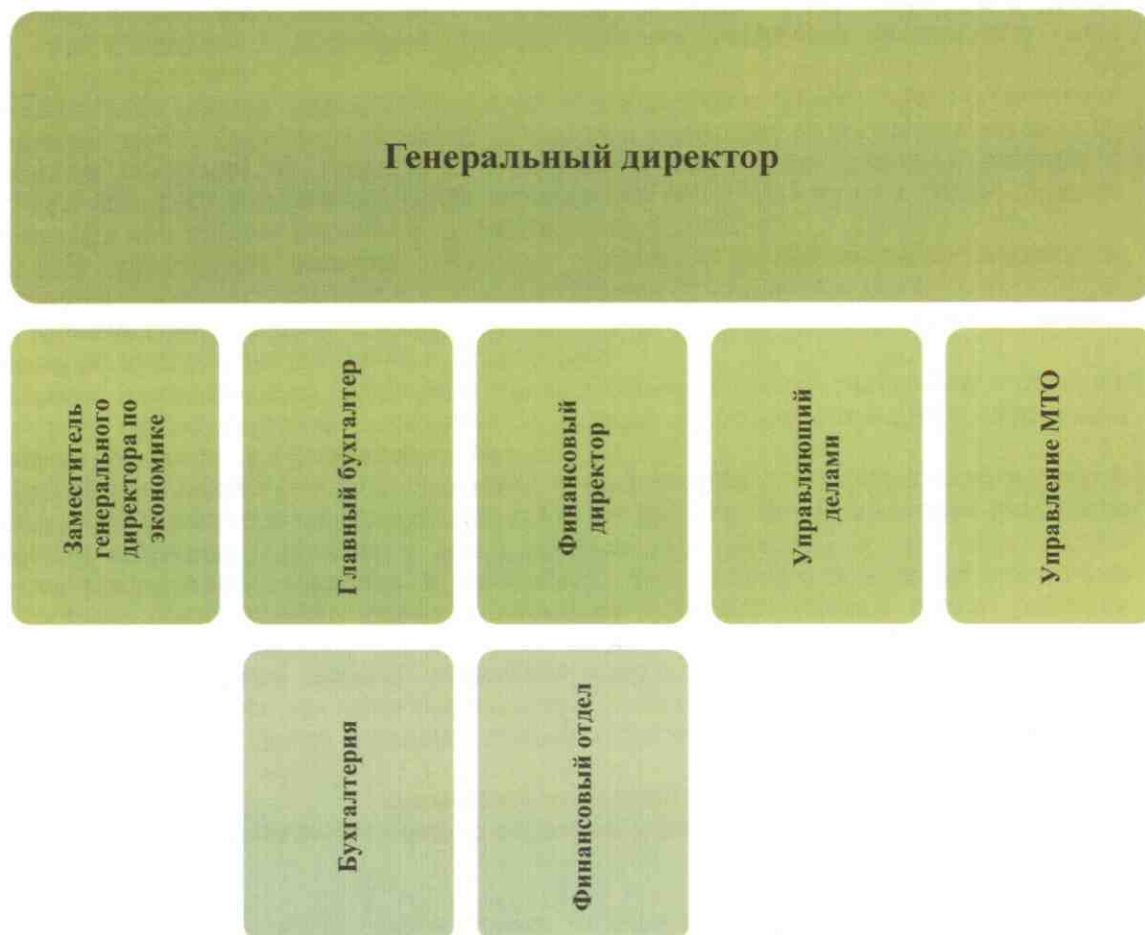 Генеральный директор
Заместитель
генерального
директора по
экономике
Главный бухгалтер
Финансовый
директор
Управляющий
делами
Управление МТО
Бухгалтерия
Финансовый отдел